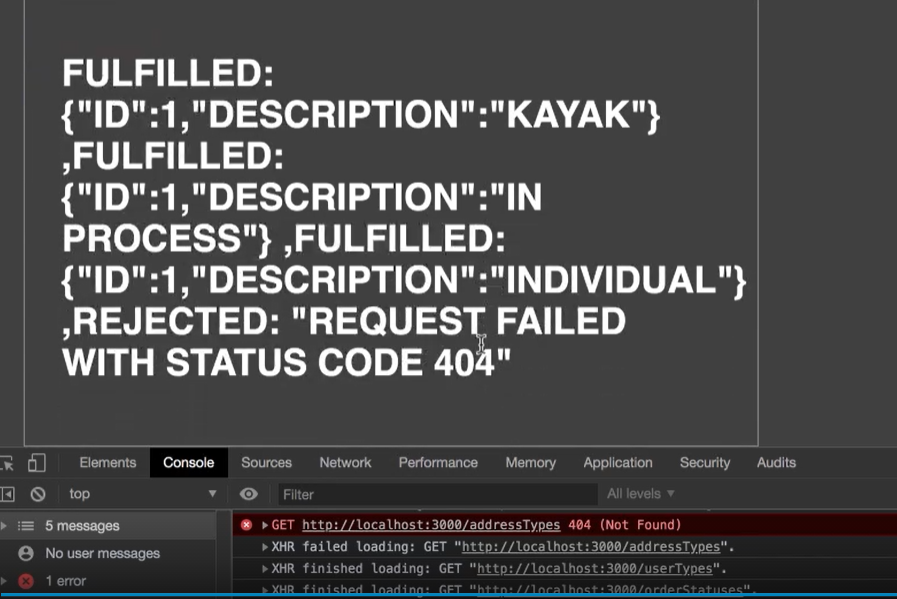 FULFILLED:
{"ID":1,"DESCRIPTION":"KAYAK"}
,FULFILLED:
{"ID":1,"DESCRIPTION":"IN
PROCESS"} ,FULFILLED:
{"ID":1,"DESCRIPTION":"INDIVIDUAL"}
,REJECTED: "REQUEST FAILED
WITH STATUS CODE 404"
Elements Console Sources Network Performance Memory Application Security Audits
top Filter All levels
5 messages
No user messages
1 error
GET http://localhost:3000/addressTypes 404 (Not Found)
XHR failed loading: GET "http://localhost:3000/addressTypes".
XHR finished loading: GET "http://localhost:3000/userTypes".
XHR finished loading: GET "http://localhost:3000/orderStatuses".